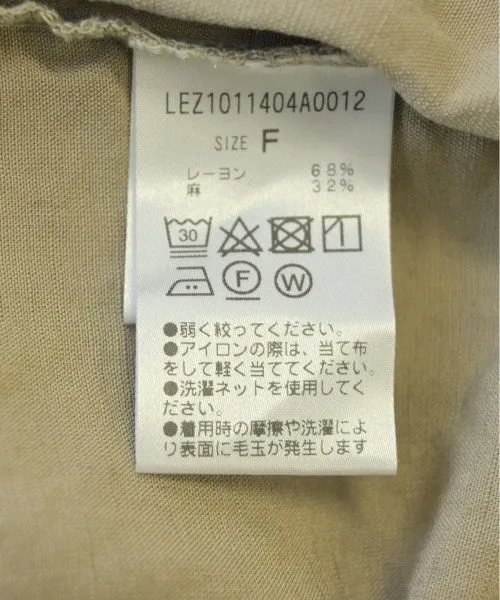 LEZ1011404A0012
SIZE F
レーヨン 68%
麻 32%
30
F W
●弱く絞ってください。
●アイロンの際は、当て布
をして軽く当ててください。
●洗濯ネットを使用してく
ださい。
●着用時の摩擦や洗濯によ
り表面に毛玉が発生します